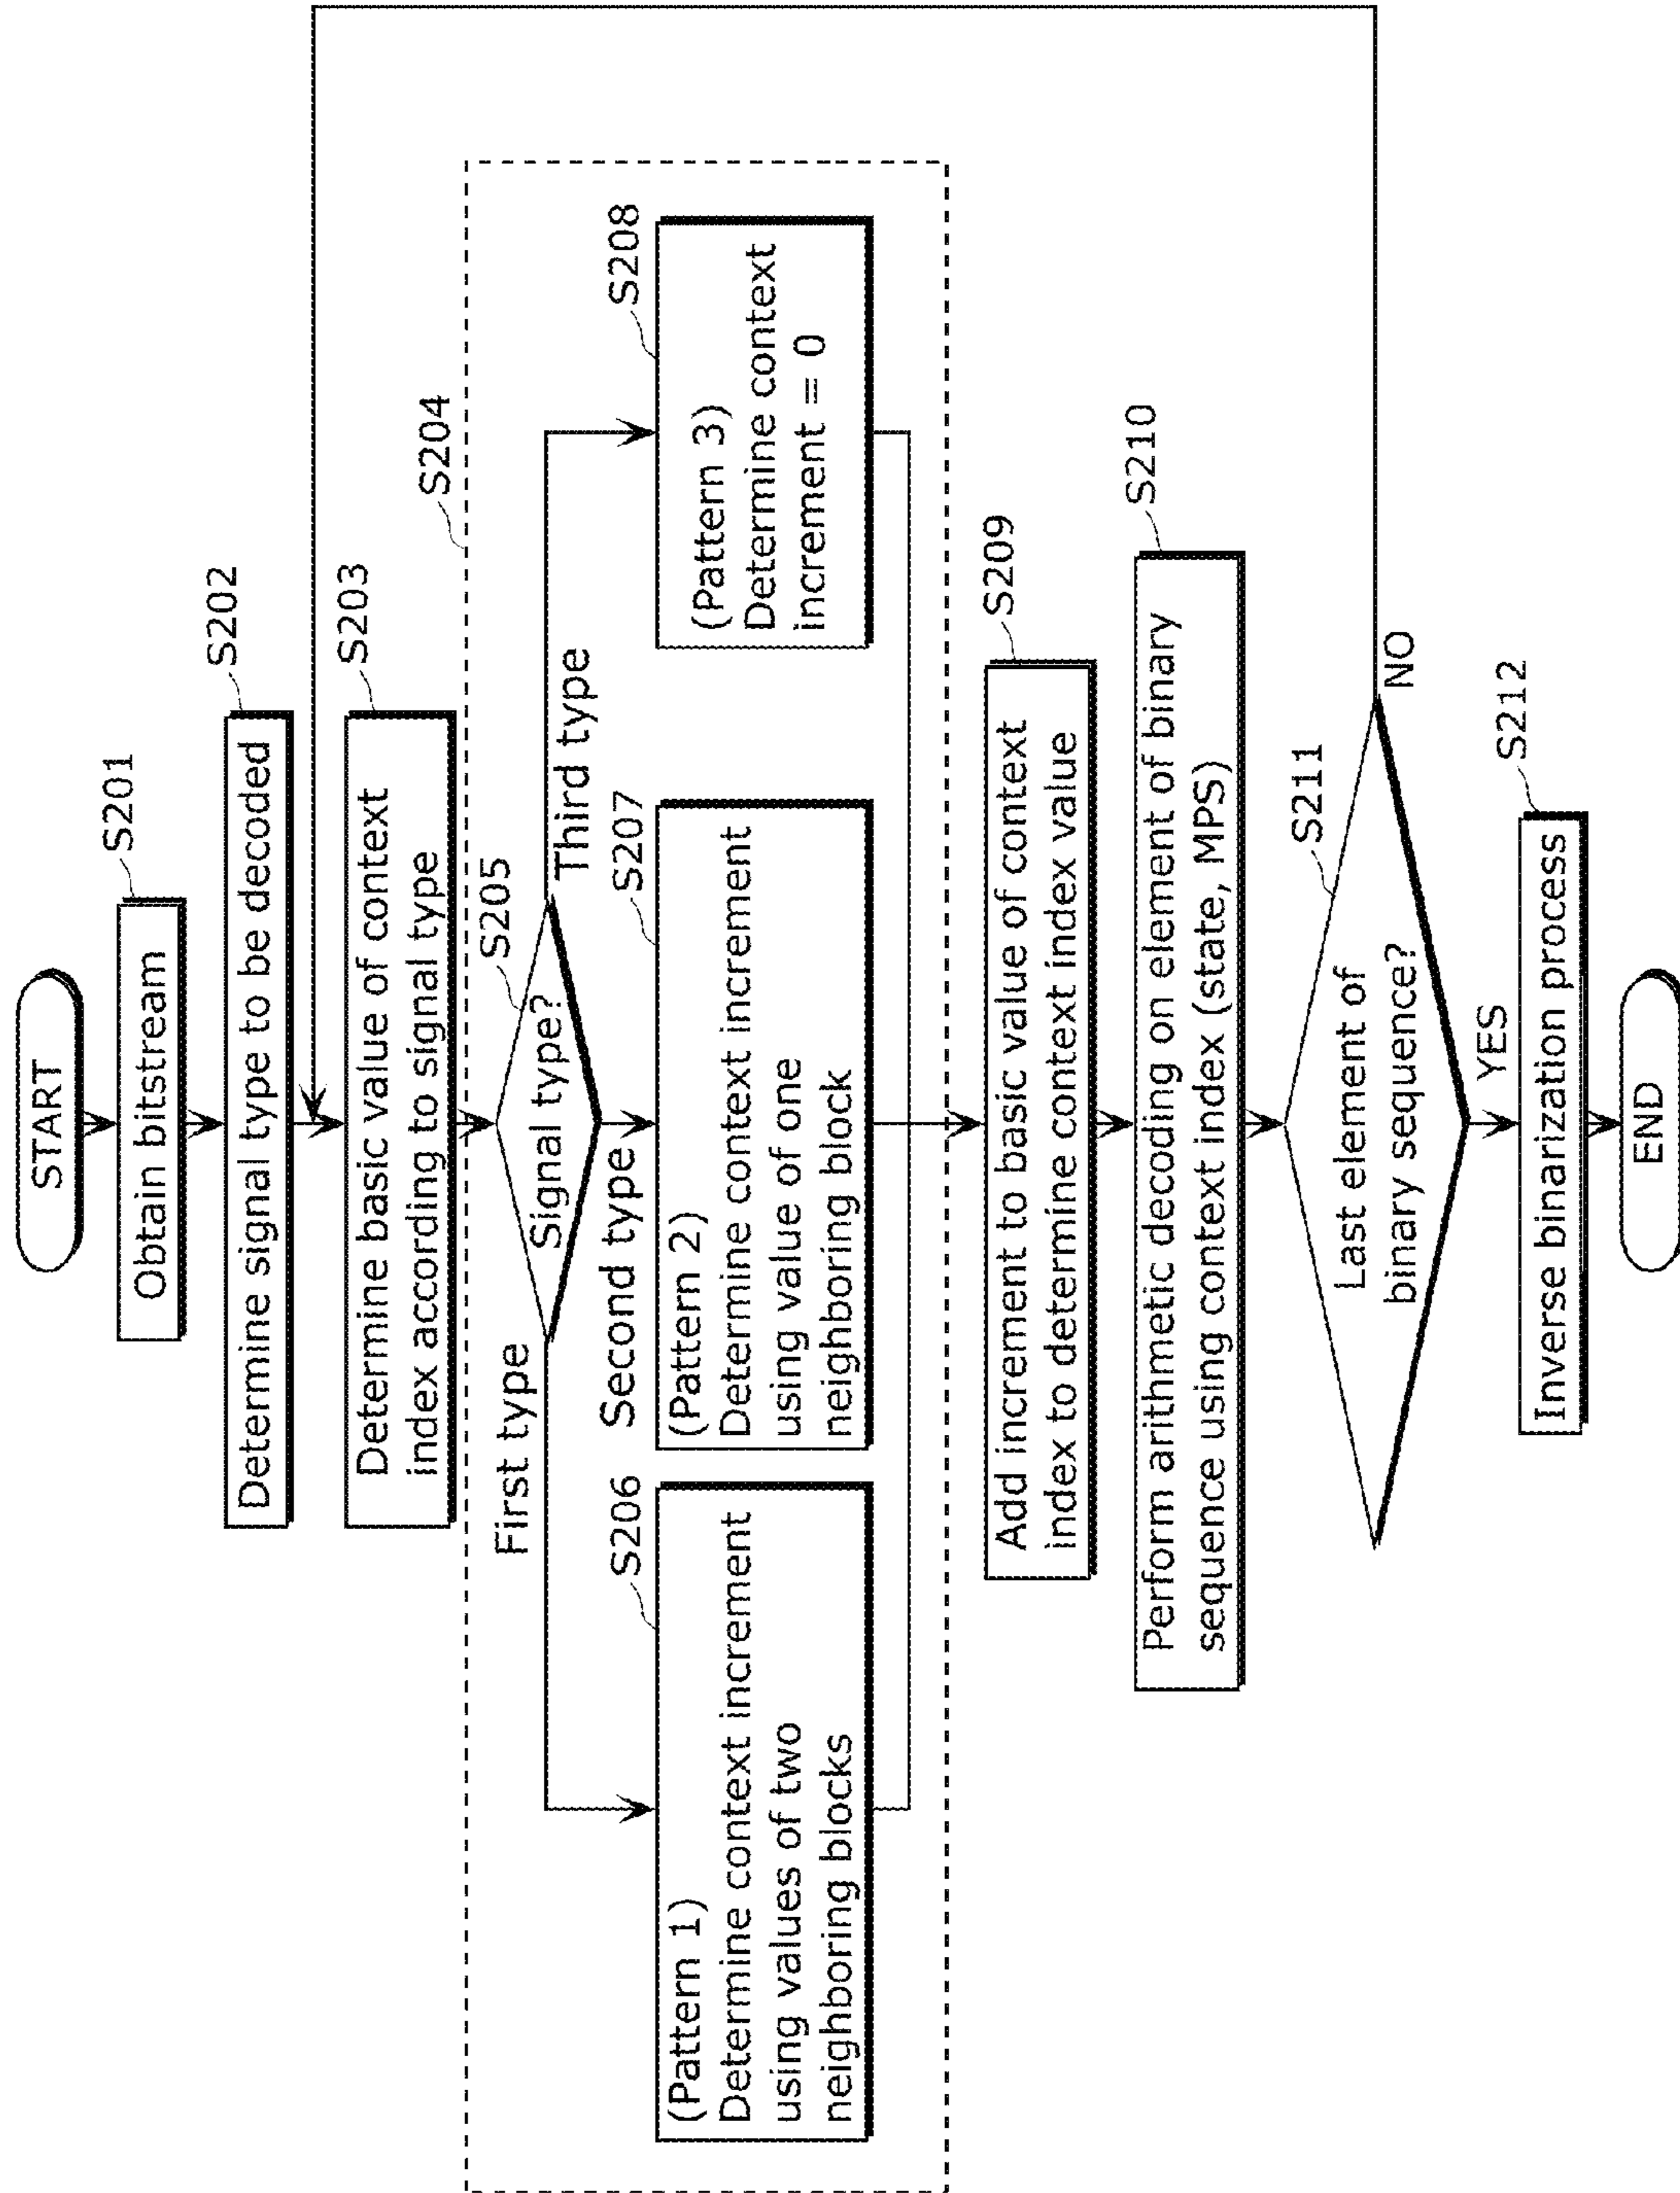 START
S201
Obtain bitstream
S202
Determine signal type to be decoded
S203
Determine basic value of context
index according to signal type
S204
S205
Signal type?
First type
Second type
Third type
S206
(Pattern 1)
Determine context increment
using values of two
neighboring blocks
S207
(Pattern 2)
Determine context increment
using value of one
neighboring block
S208
(Pattern 3)
Determine context
increment = 0
S209
Add increment to basic value of context
index to determine context index value
S210
Perform arithmetic decoding on element of binary
sequence using context index (state, MPS)
S211
Last element of
binary sequence?
NO
YES
S212
Inverse binarization process
END